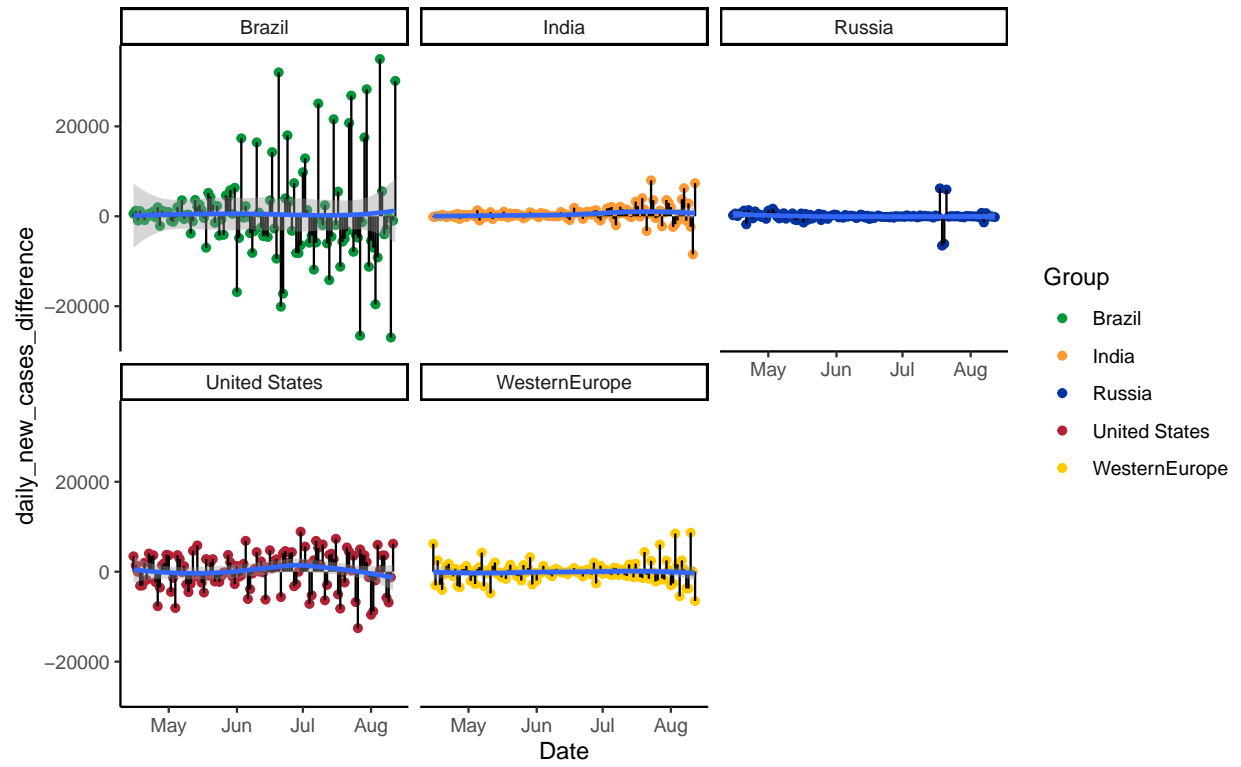 Brazil
India
Russia
20000
0
−20000
May Jun Jul Aug
United States
WesternEurope
20000
0
−20000
May Jun Jul Aug
May Jun Jul Aug
Date
daily_new_cases_difference
Group
Brazil
India
Russia
United States
WesternEurope